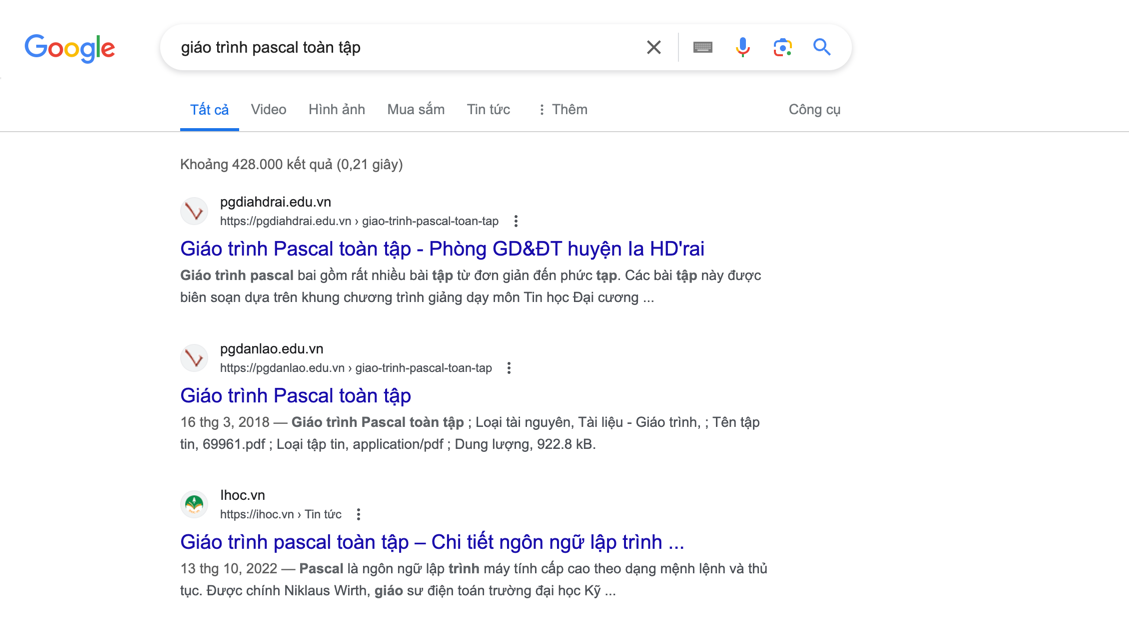 Google
giáo trình pascal toàn tập
Tất cả Video Hình ảnh Mua sắm Tin tức Thêm Công cụ
Khoảng 428.000 kết quả (0,21 giây)
pgdiahdrai.edu.vn
https://pgdiahdrai.edu.vn › giao-trinh-pascal-toan-tap
Giáo trình Pascal toàn tập - Phòng GD&ĐT huyện Ia HD'rai
Giáo trình pascal bai gồm rất nhiều bài tập từ đơn giản đến phức tạp. Các bài tập này được
biên soạn dựa trên khung chương trình giảng dạy môn Tin học Đại cương ...
pgdanlao.edu.vn
https://pgdanlao.edu.vn › giao-trinh-pascal-toan-tap
Giáo trình Pascal toàn tập
16 thg 3, 2018 — Giáo trình Pascal toàn tập ; Loại tài nguyên, Tài liệu - Giáo trình, ; Tên tập
tin, 69961.pdf ; Loại tập tin, application/pdf ; Dung lượng, 922.8 kB.
Ihoc.vn
https://ihoc.vn › Tin tức
Giáo trình pascal toàn tập – Chi tiết ngôn ngữ lập trình ...
13 thg 10, 2022 — Pascal là ngôn ngữ lập trình máy tính cấp cao theo dạng mệnh lệnh và thủ
tục. Được chính Niklaus Wirth, giáo sư điện toán trường đại học Kỹ ...